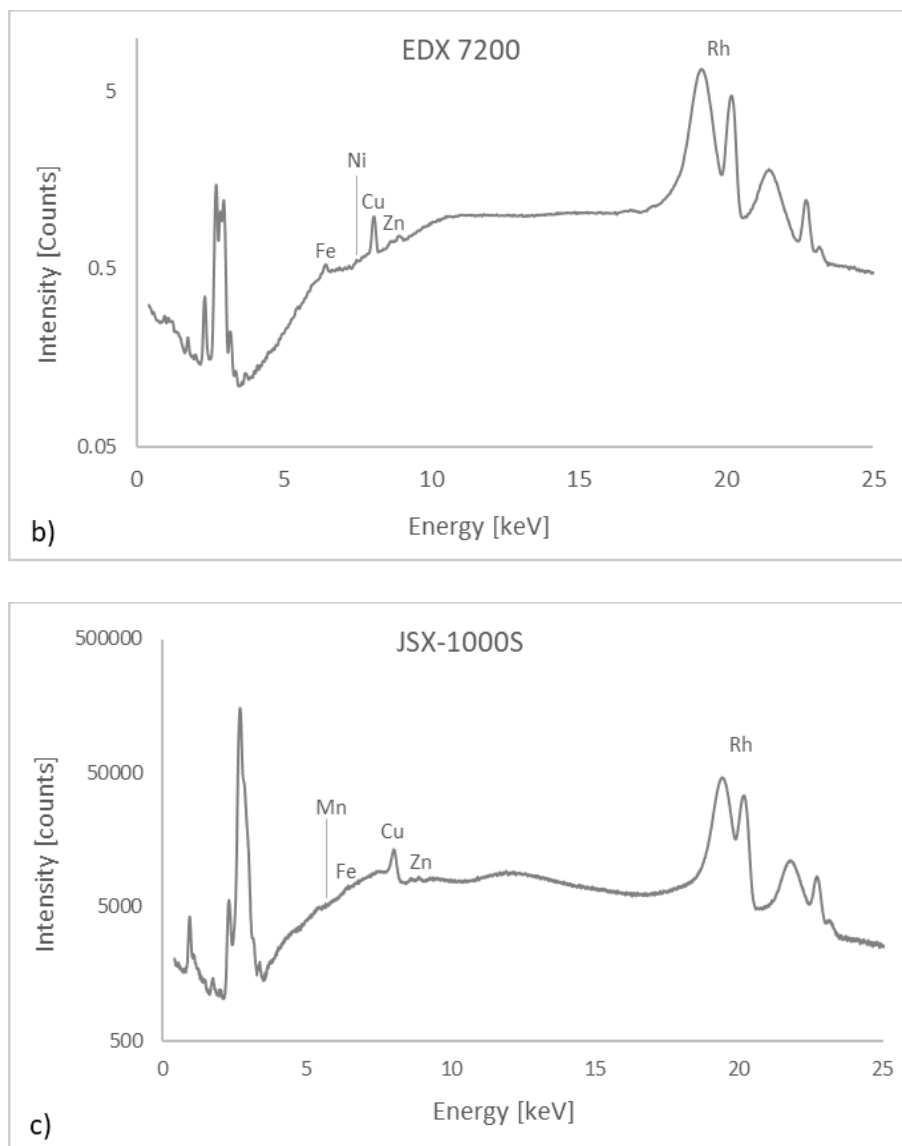 EDX 7200
Rh
5
Ni
Cu
Zn
Fe
0.5
0.05
Intensity [Counts]
0 5 10 15 20 25
Energy [keV]
b)
JSX-1000S
500000
Rh
50000
Mn
Cu
Zn
Fe
5000
500
Intensity [counts]
0 5 10 15 20 25
Energy [keV]
c)